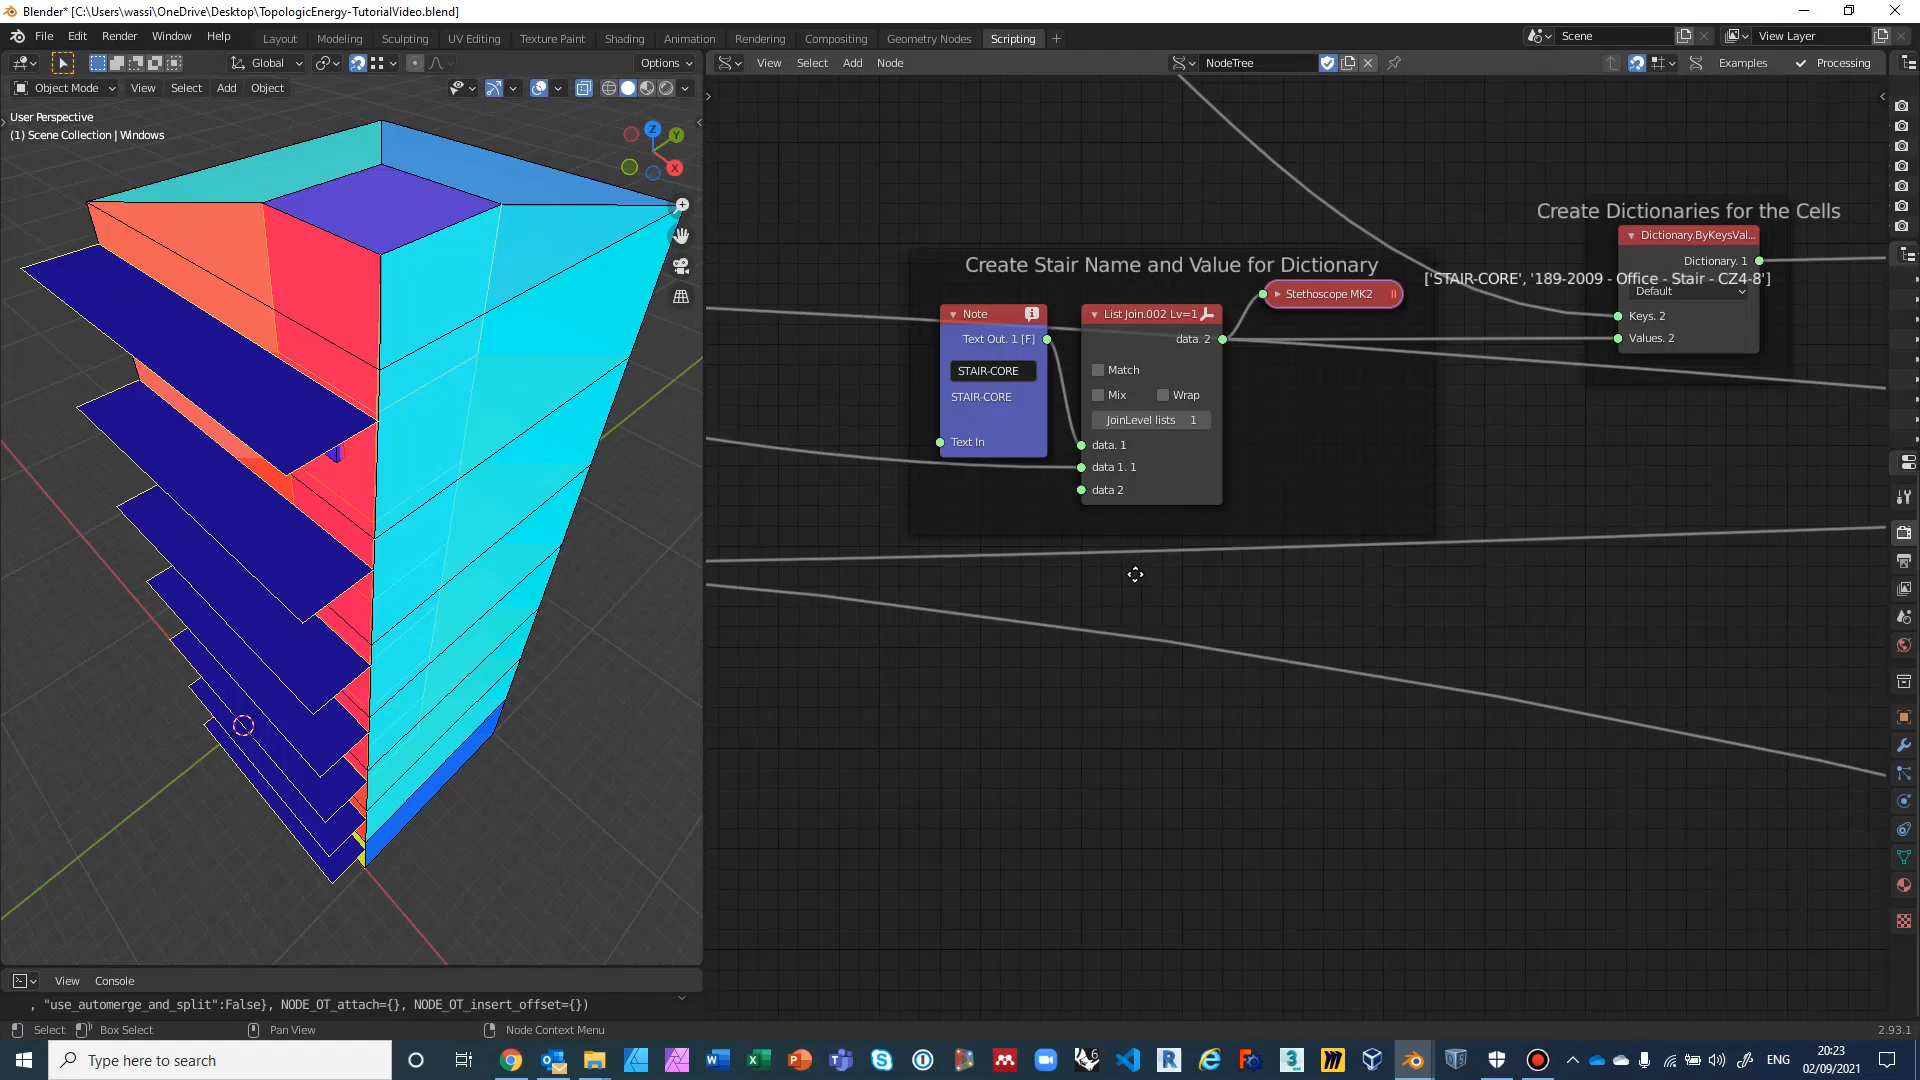 Blender* [C:\Users\wassi\OneDrive\Desktop\TopologicEnergy-TutorialVideo.blend]
File Edit Render Window Help
Layout Modeling Sculpting UV Editing Texture Paint Shading Animation Rendering Compositing Geometry Nodes Scripting +
Scene
View Layer
Global
Options
View Select Add Node
NodeTree
Examples
Processing
Object Mode View Select Add Object
User Perspective
(1) Scene Collection | Windows
Z
Y
X
Create Dictionaries for the Cells
Dictionary.ByKeysVal...
Dictionary. 1
['STAIR-CORE', '189-2009 - Office - Stair - CZ4-8']
Default
Keys. 2
Values. 2
Create Stair Name and Value for Dictionary
Stethoscope MK2
Note
Text Out. 1 [F]
STAIR-CORE
STAIR-CORE
Text In
List Join.002 Lv=1
data. 2
Match
Mix Wrap
JoinLevel lists 1
data. 1
data 1. 1
data 2
View Console
, "use_automerge_and_split":False}, NODE_OT_attach={}, NODE_OT_insert_offset={})
Select Box Select Pan View Node Context Menu
2.93.1
Type here to search
ENG
20:23
02/09/2021